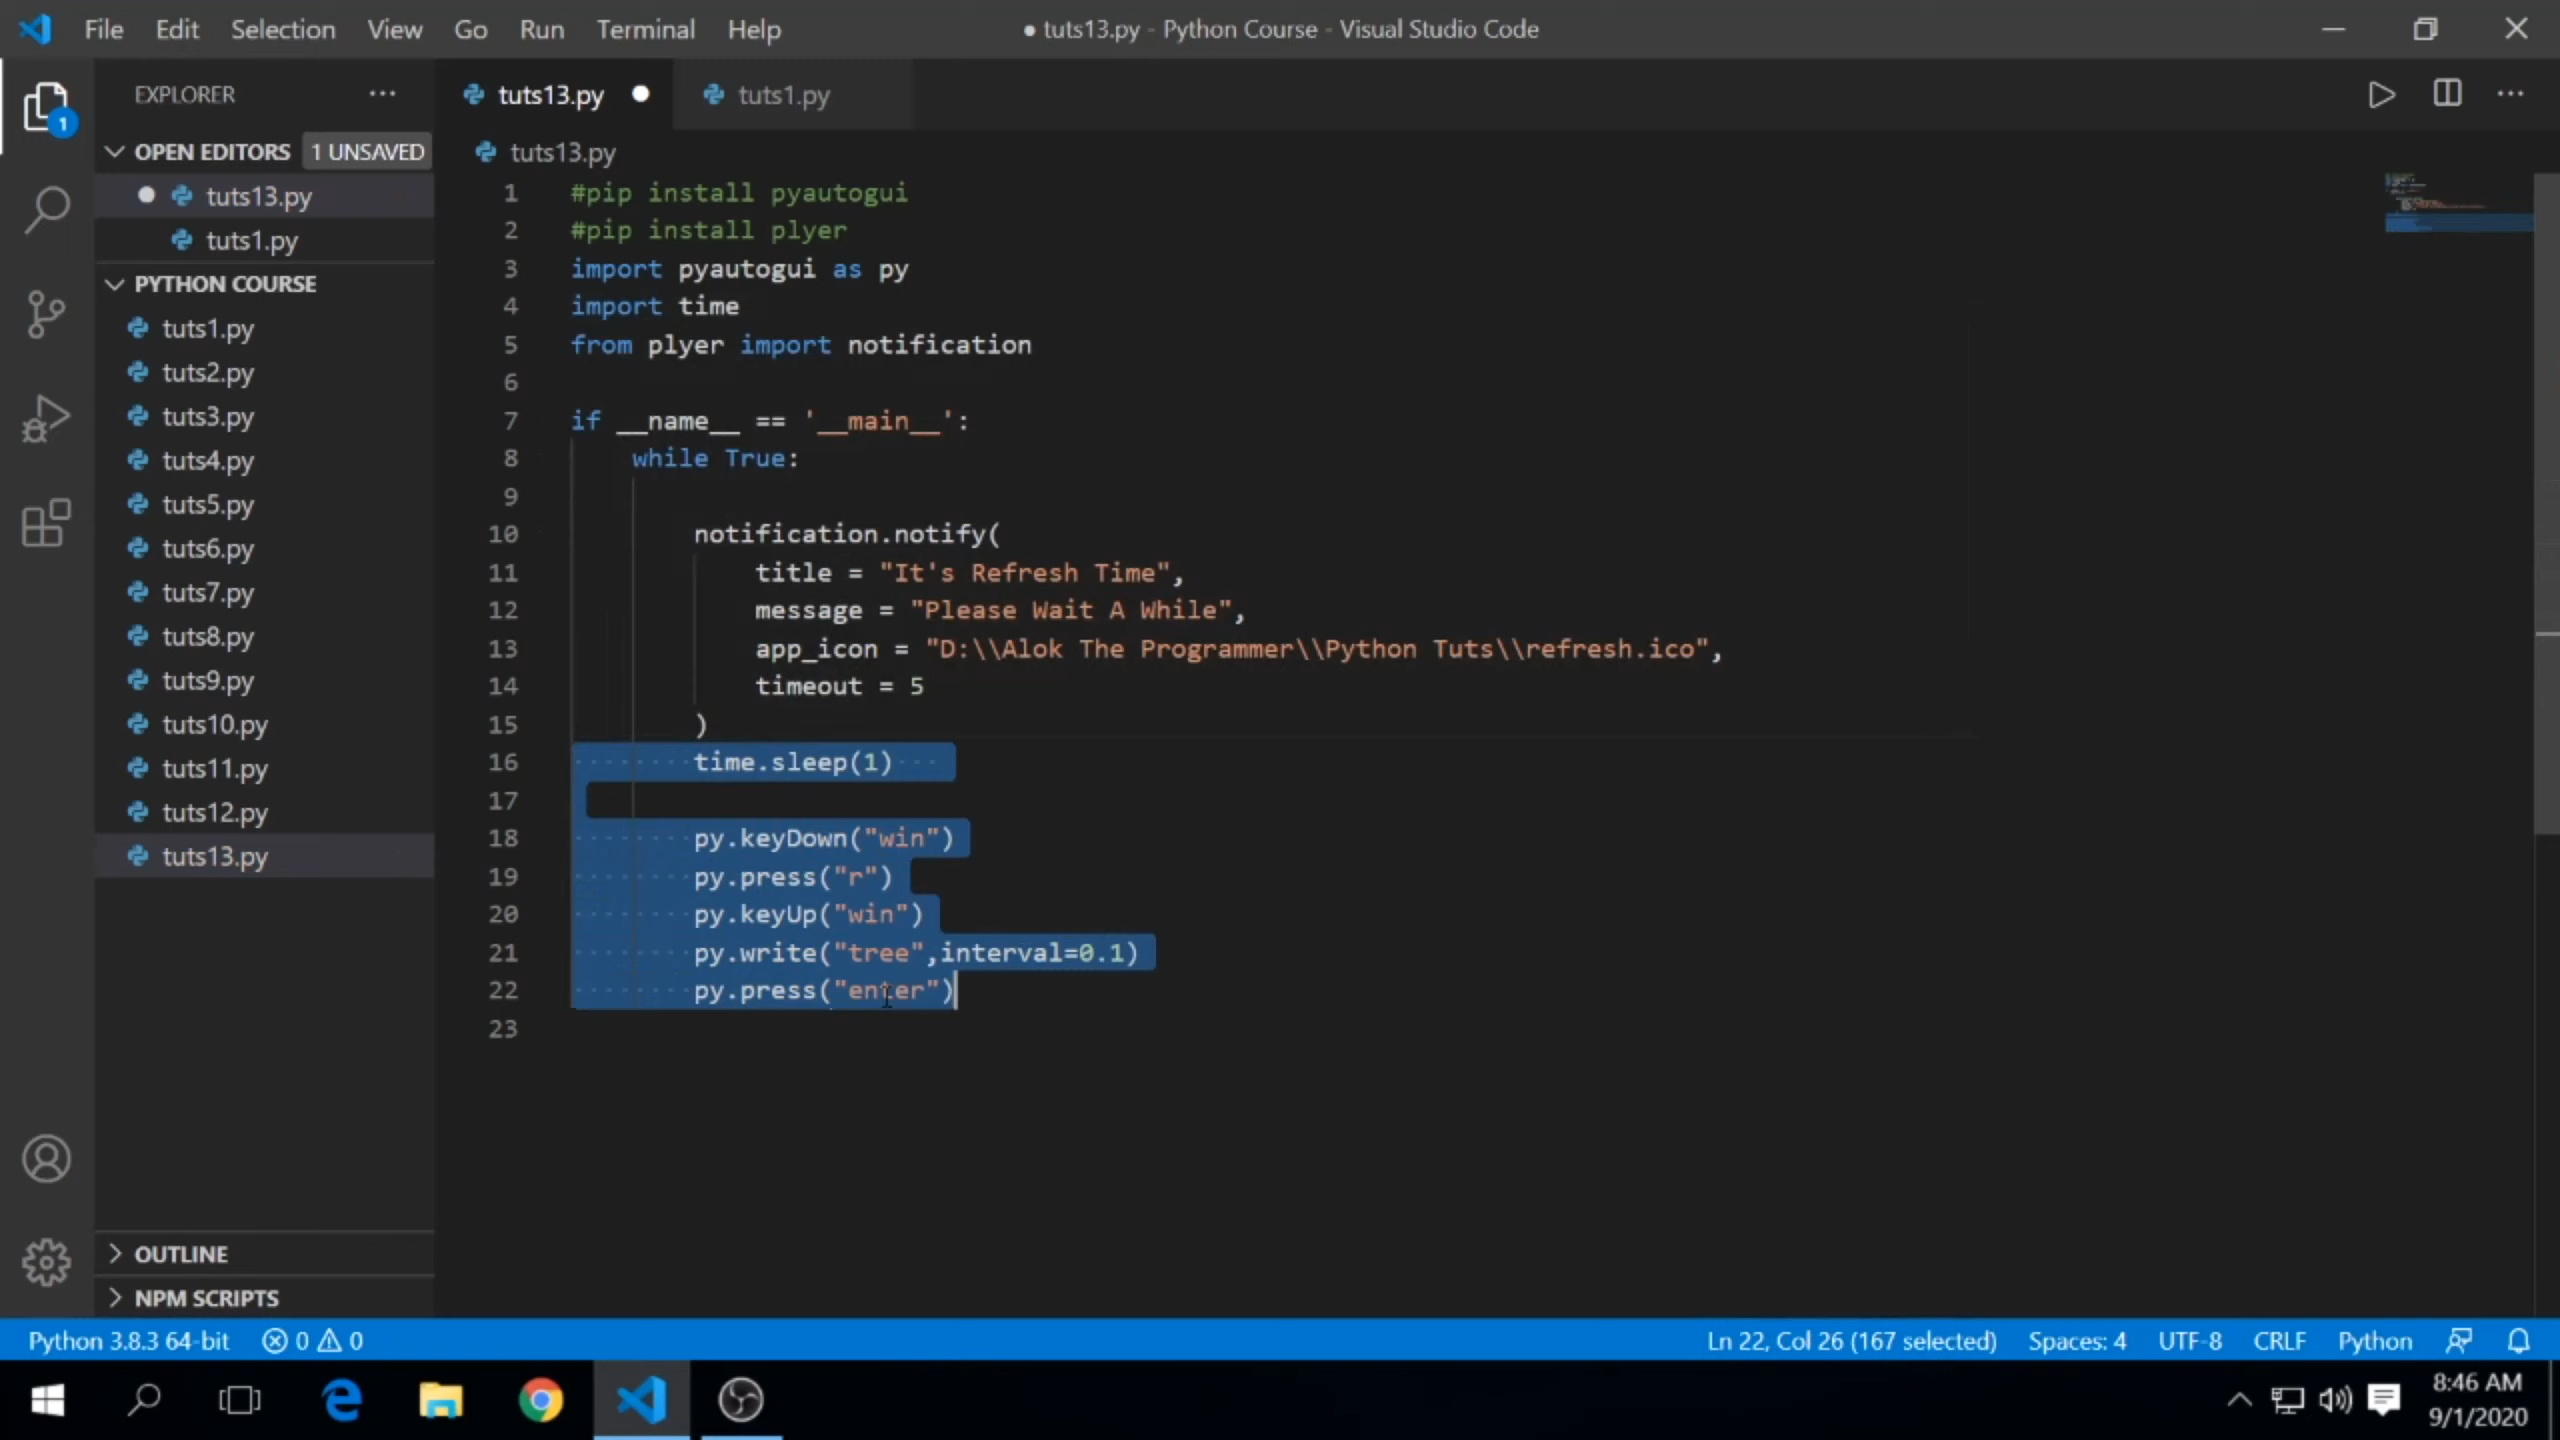 File Edit Selection View Go Run Terminal Help
● tuts13.py - Python Course - Visual Studio Code
EXPLORER
1
OPEN EDITORS 1 UNSAVED
tuts13.py
tuts1.py
PYTHON COURSE
tuts1.py
tuts2.py
tuts3.py
tuts4.py
tuts5.py
tuts6.py
tuts7.py
tuts8.py
tuts9.py
tuts10.py
tuts11.py
tuts12.py
tuts13.py
OUTLINE
NPM SCRIPTS
tuts13.py tuts1.py
tuts13.py
1 #pip install pyautogui
2 #pip install plyer
3 import pyautogui as py
4 import time
5 from plyer import notification
6
7 if __name__ == '__main__':
8 while True:
9
10 notification.notify(
11 title = "It's Refresh Time",
12 message = "Please Wait A While",
13 app_icon = "D:\\Alok The Programmer\\Python Tuts\\refresh.ico",
14 timeout = 5
15 )
16 time.sleep(1)
17
18 py.keyDown("win")
19 py.press("r")
20 py.keyUp("win")
21 py.write("tree",interval=0.1)
22 py.press("enter")
23
Python 3.8.3 64-bit 0 0 Ln 22, Col 26 (167 selected) Spaces: 4 UTF-8 CRLF Python
8:46 AM
9/1/2020